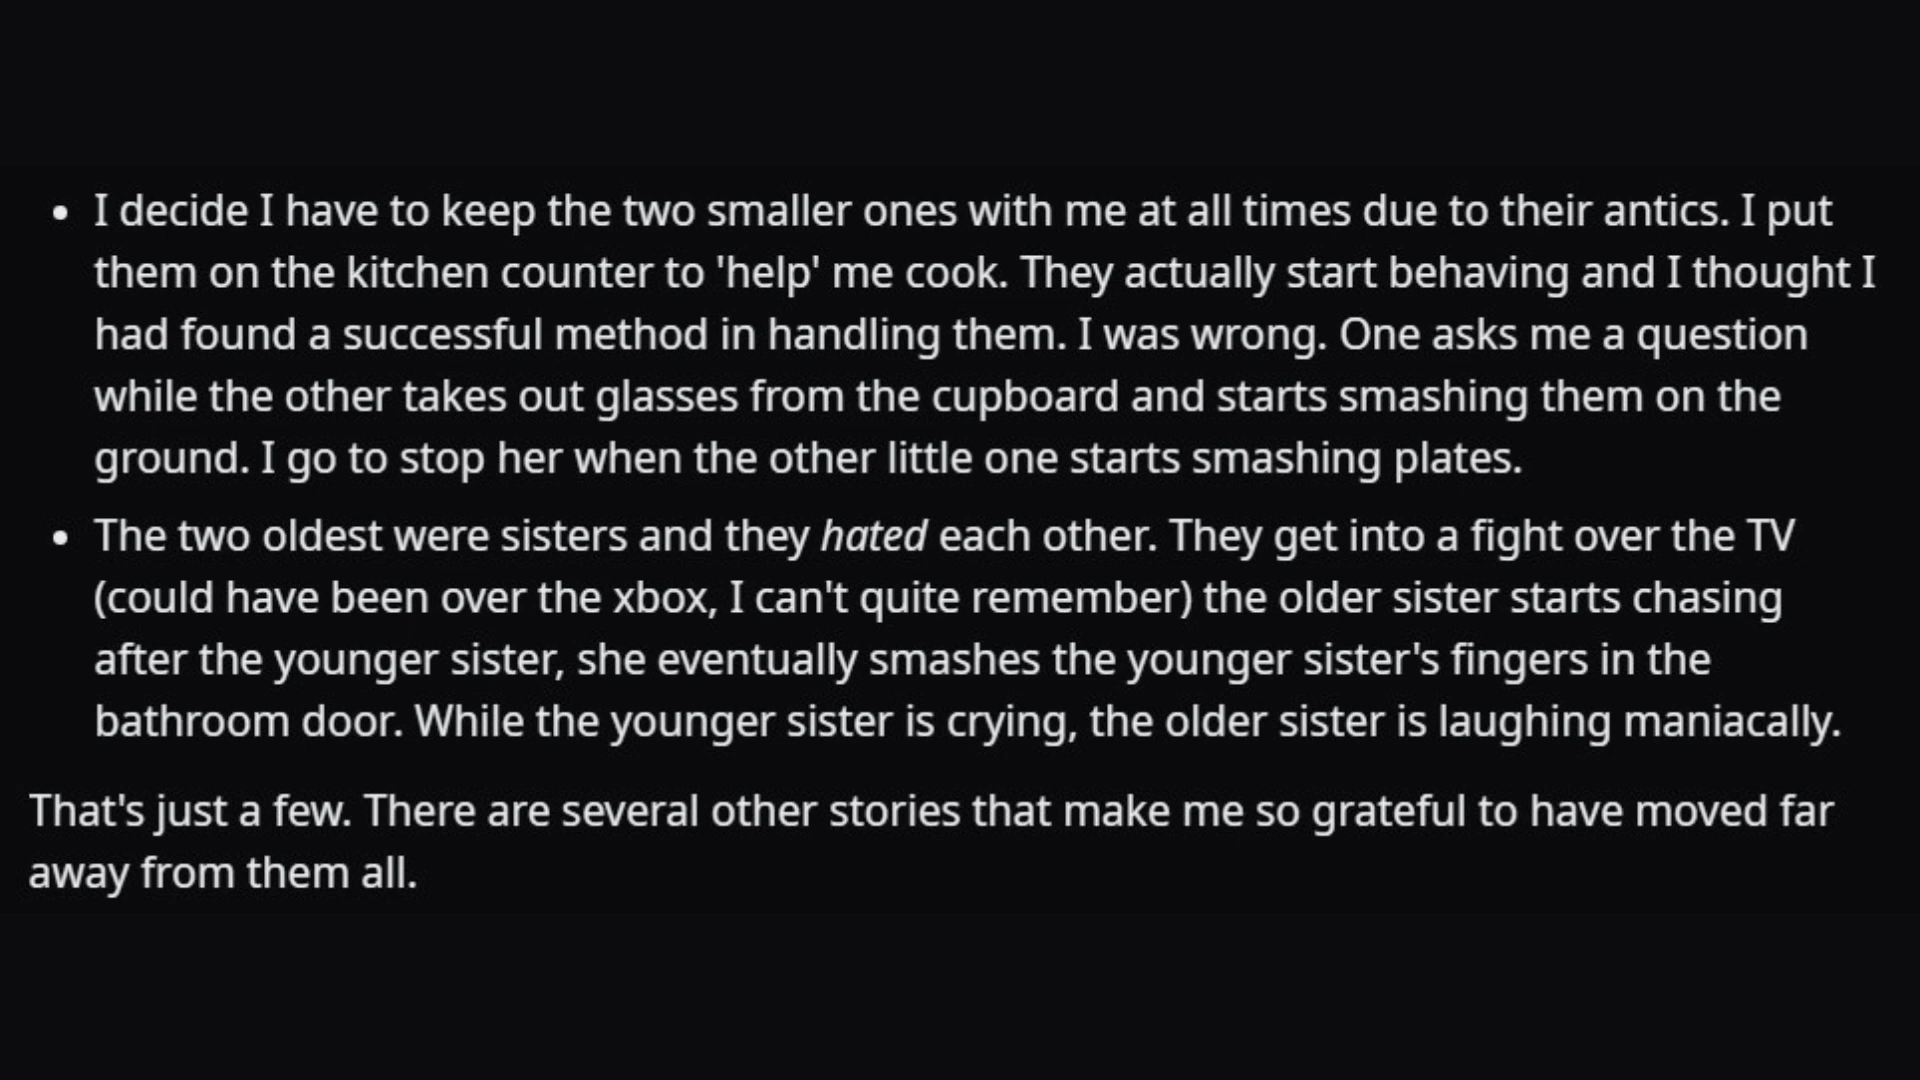 • I decide I have to keep the two smaller ones with me at all times due to their antics. I put
them on the kitchen counter to 'help' me cook. They actually start behaving and I thought I
had found a successful method in handling them. I was wrong. One asks me a question
while the other takes out glasses from the cupboard and starts smashing them on the
ground. I go to stop her when the other little one starts smashing plates.
• The two oldest were sisters and they hated each other. They get into a fight over the TV
(could have been over the xbox, I can't quite remember) the older sister starts chasing
after the younger sister, she eventually smashes the younger sister's fingers in the
bathroom door. While the younger sister is crying, the older sister is laughing maniacally.
That's just a few. There are several other stories that make me so grateful to have moved far
away from them all.